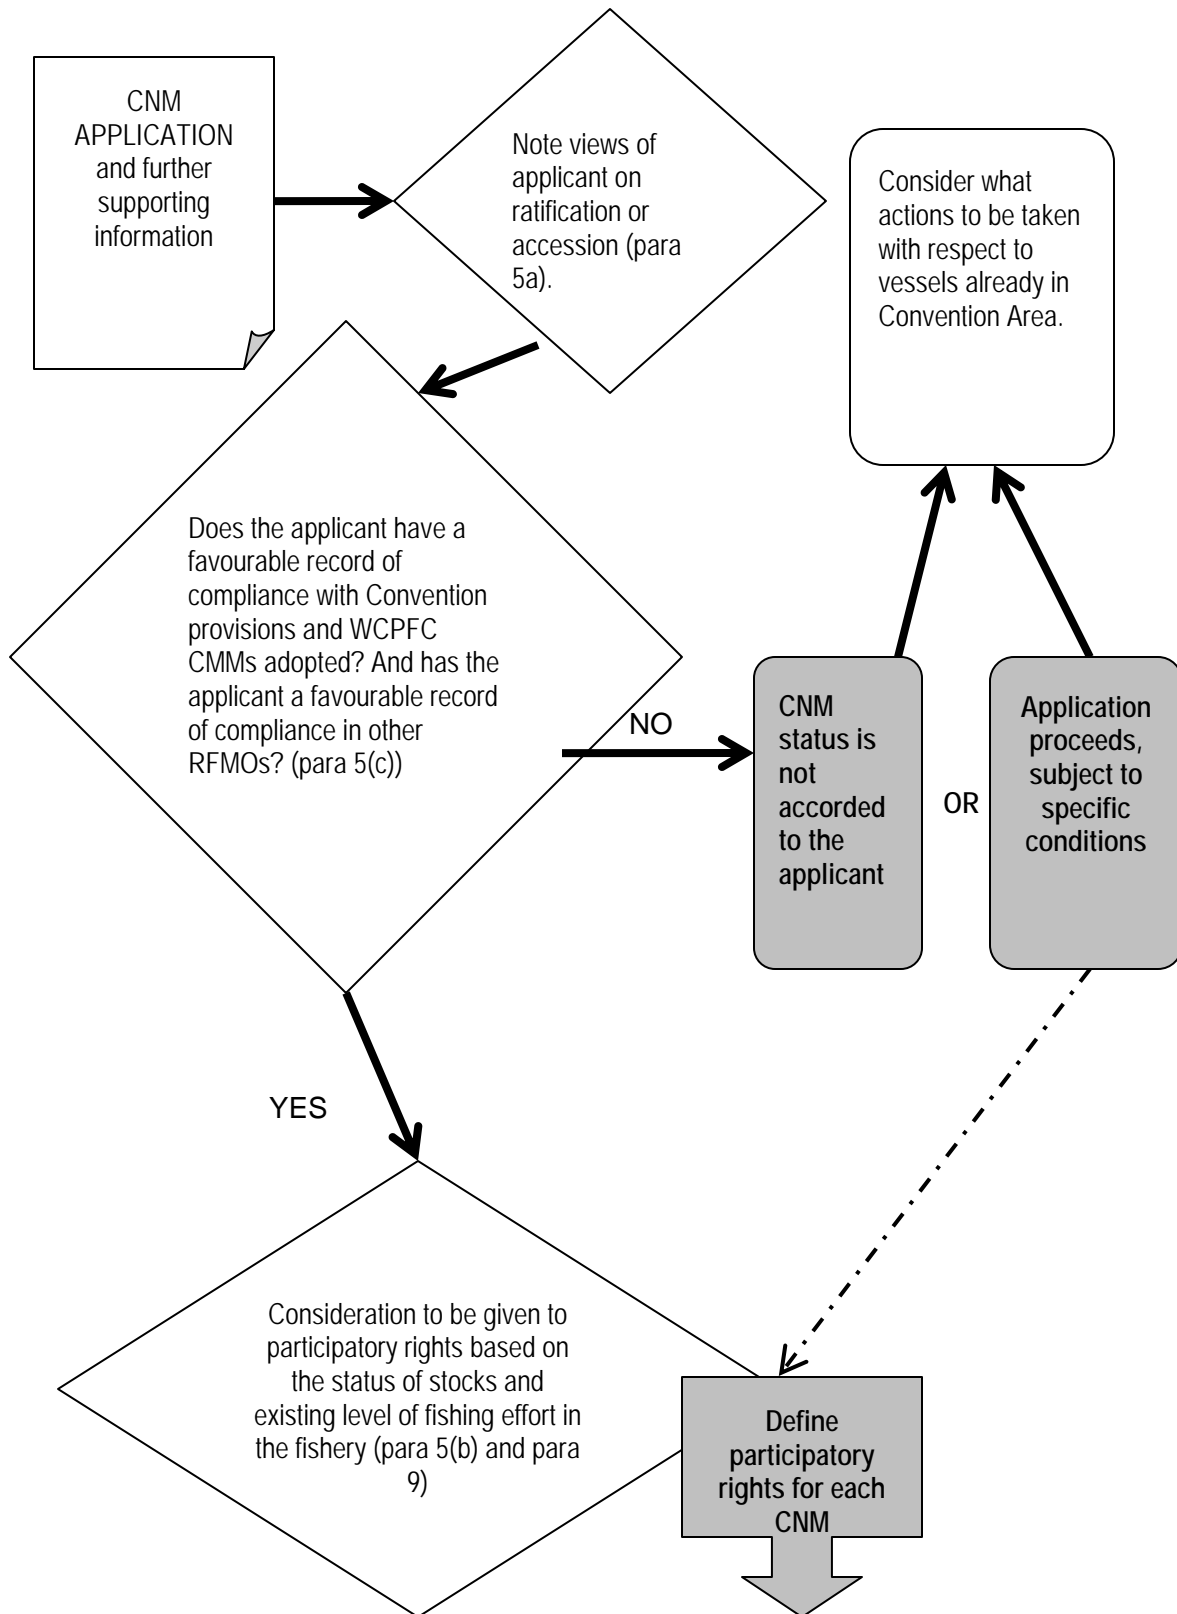 CNM
APPLICATION
and further
supporting
information
Note views of
applicant on
ratification or
accession (para
5a).
Consider what
actions to be taken
with respect to
vessels already in
Convention Area.
Does the applicant have a
favourable record of
compliance with Convention
provisions and WCPFC
CMMs adopted? And has the
applicant a favourable record
of compliance in other
RFMOs? (para 5(c))
NO
CNM
status is
not
accorded
to the
applicant
OR
Application
proceeds,
subject to
specific
conditions
YES
Consideration to be given to
participatory rights based on
the status of stocks and
existing level of fishing effort in
the fishery (para 5(b) and para
9)
Define
participatory
rights for each
CNM